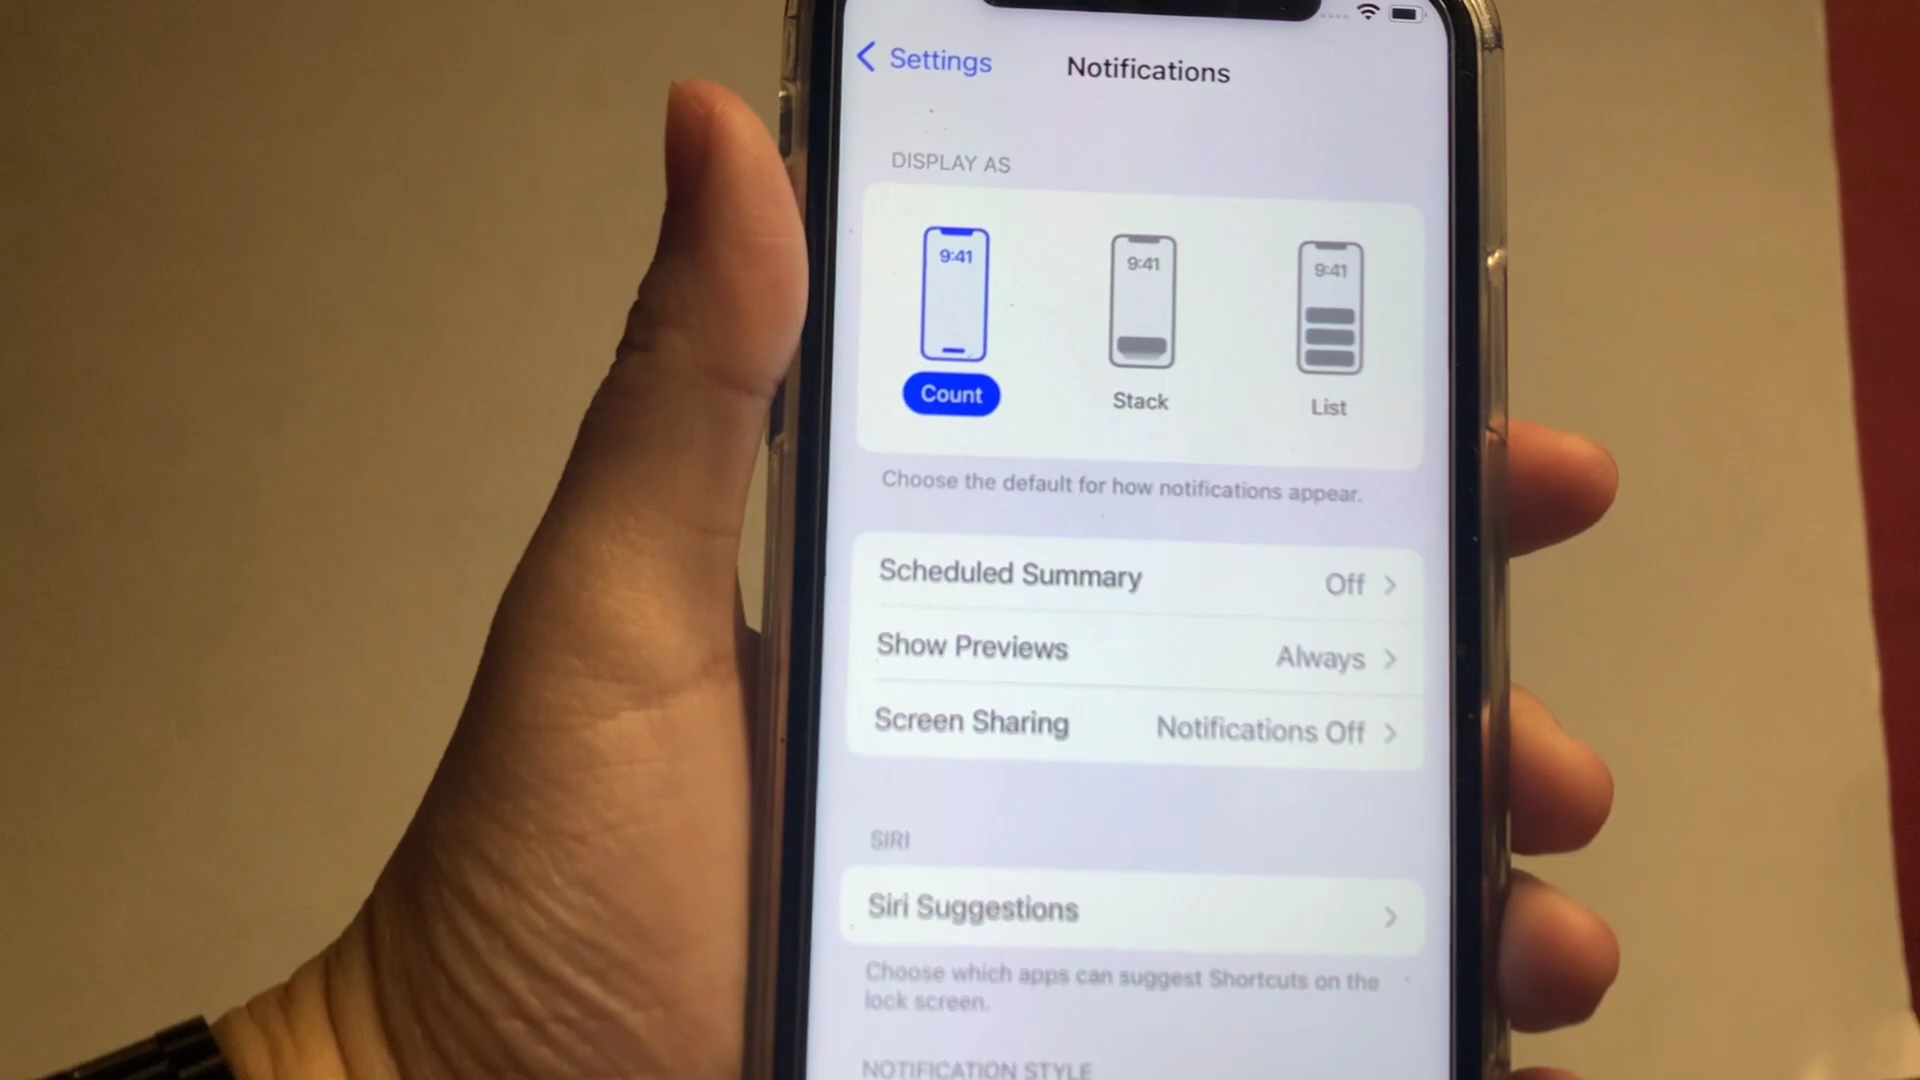 Settings
Notifications
DISPLAY AS
9:41
9:41
9:41
Count
Stack
List
Choose the default for how notifications appear.
Scheduled Summary
Off
Show Previews
Always
Screen Sharing
Notifications Off
SIRI
Siri Suggestions
Choose which apps can suggest Shortcuts on the
lock screen.
NOTIFICATION STYLE